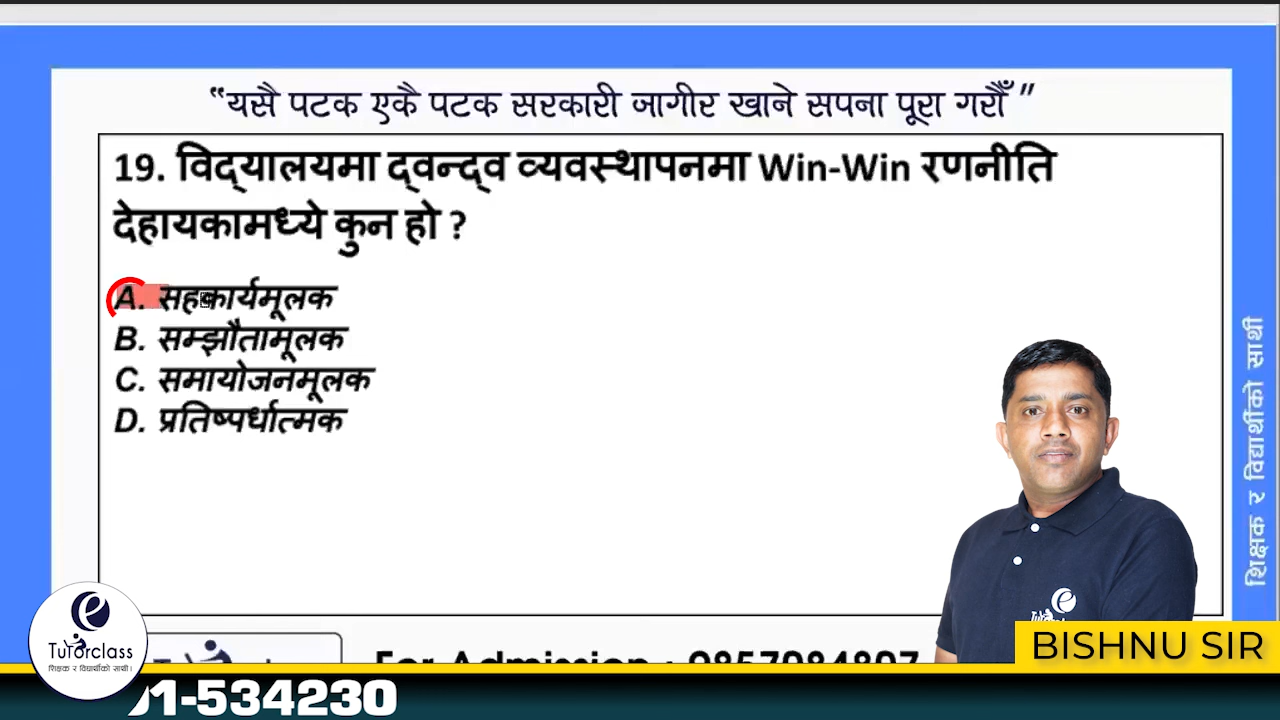 “यसै पटक एकै पटक सरकारी जागीर खाने सपना पूरा गरौँ”
19. विद्यालयमा द्वन्द्व व्यवस्थापनमा Win-Win रणनीति
देहायकामध्ये कुन हो ?
A. सहकार्यमूलक
B. सम्झौतामूलक
C. समायोजनमूलक
D. प्रतिष्पर्धात्मक
शिक्षक र विद्यार्थीको साथी
Tutorclass
शिक्षक र विद्यार्थीको साथी।
For Admission : 9857084807
BISHNU SIR
1-534230